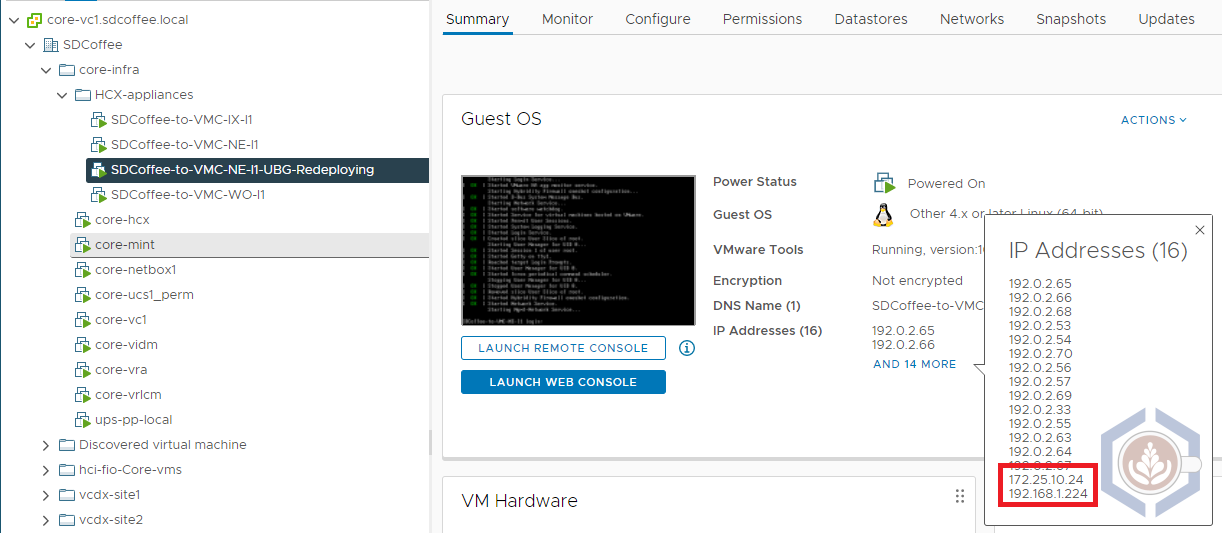 core-vc1.sdcoffee.local
SDCoffee
core-infra
HCX-appliances
SDCoffee-to-VMC-IX-I1
SDCoffee-to-VMC-NE-I1
SDCoffee-to-VMC-NE-I1-UBG-Redeploying
SDCoffee-to-VMC-WO-I1
core-hcx
core-mint
core-netbox1
core-ucs1_perm
core-vc1
core-vidm
core-vra
core-vrlcm
ups-pp-local
Discovered virtual machine
hci-fio-Core-vms
vcdx-site1
vcdx-site2
Summary Monitor Configure Permissions Datastores Networks Snapshots Updates
Guest OS
ACTIONS
Power Status Powered On
Guest OS Other 4.x or later Linux (64-bit)
VMware Tools Running, version:1
Encryption Not encrypted
DNS Name (1) SDCoffee-to-VMC
IP Addresses (16) 192.0.2.65
192.0.2.66
AND 14 MORE
LAUNCH REMOTE CONSOLE
LAUNCH WEB CONSOLE
VM Hardware
IP Addresses (16)
192.0.2.65
192.0.2.66
192.0.2.68
192.0.2.53
192.0.2.54
192.0.2.70
192.0.2.56
192.0.2.57
192.0.2.69
192.0.2.33
192.0.2.55
192.0.2.63
192.0.2.64
192.0.2.67
172.25.10.24
192.168.1.224